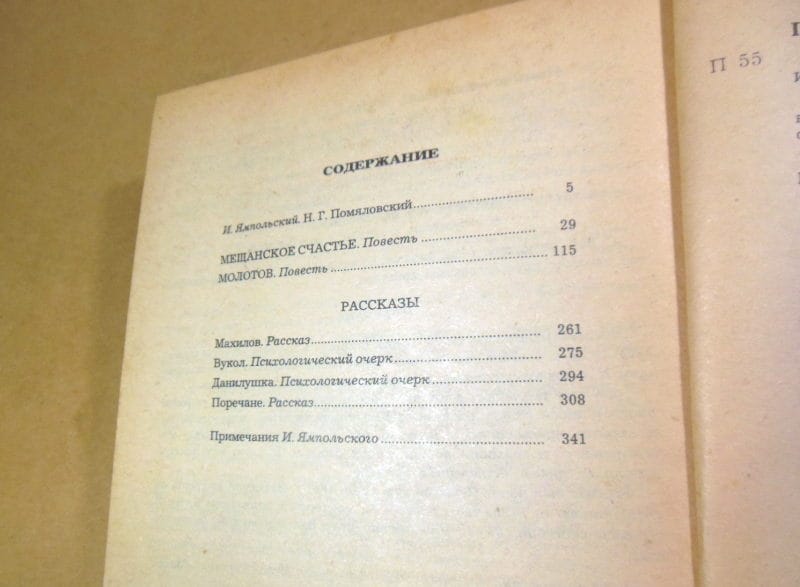 СОДЕРЖАНИЕ
И. Ямпольский. Н. Г. Помяловский 5
МЕЩАНСКОЕ СЧАСТЬЕ. Повесть 29
МОЛОТОВ. Повесть 115
РАССКАЗЫ
Махилов. Рассказ 261
Вукол. Психологический очерк 275
Данилушка. Психологический очерк 294
Поречане. Рассказ 308
Примечания И. Ямпольского 341
П 55